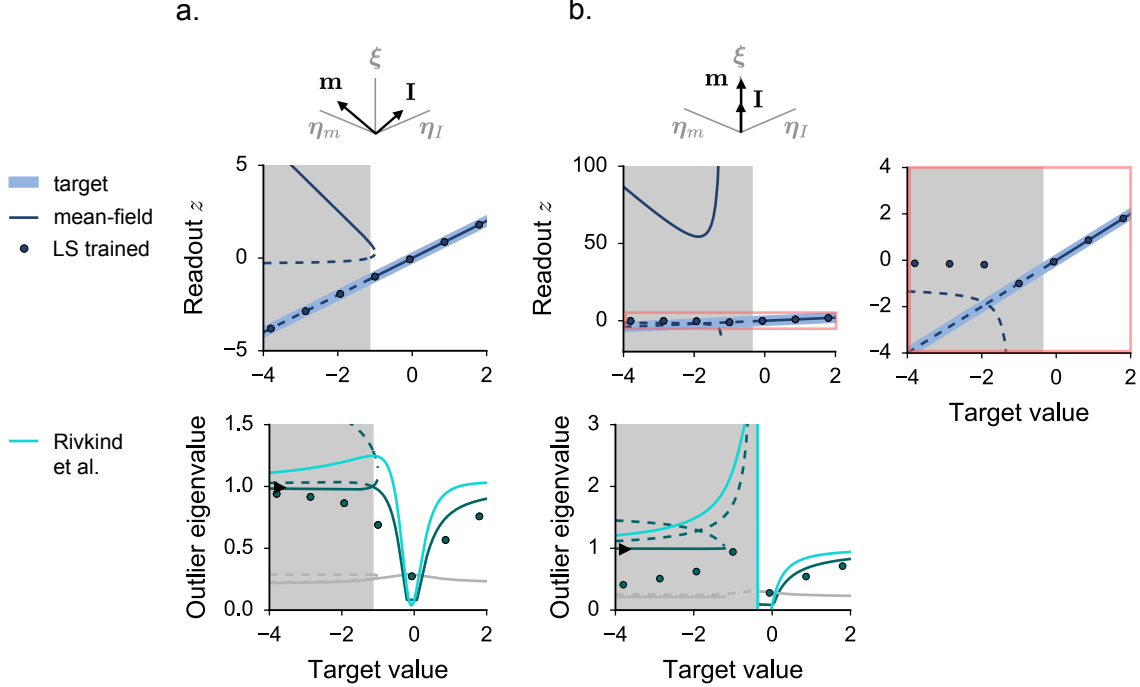 a.
b.
ξ
m
I
η_m
η_I
ξ
m
I
η_m
η_I
target
mean-field
LS trained
Readout z
5
0
−5
−4
−2
0
2
Readout z
100
50
0
−4
−2
0
2
4
2
0
−2
−4
−4
−2
0
2
Target value
Rivkind
et al.
Outlier eigenvalue
1.5
1.0
0.5
0.0
−4
−2
0
2
Target value
Outlier eigenvalue
3
2
1
0
−4
−2
0
2
Target value